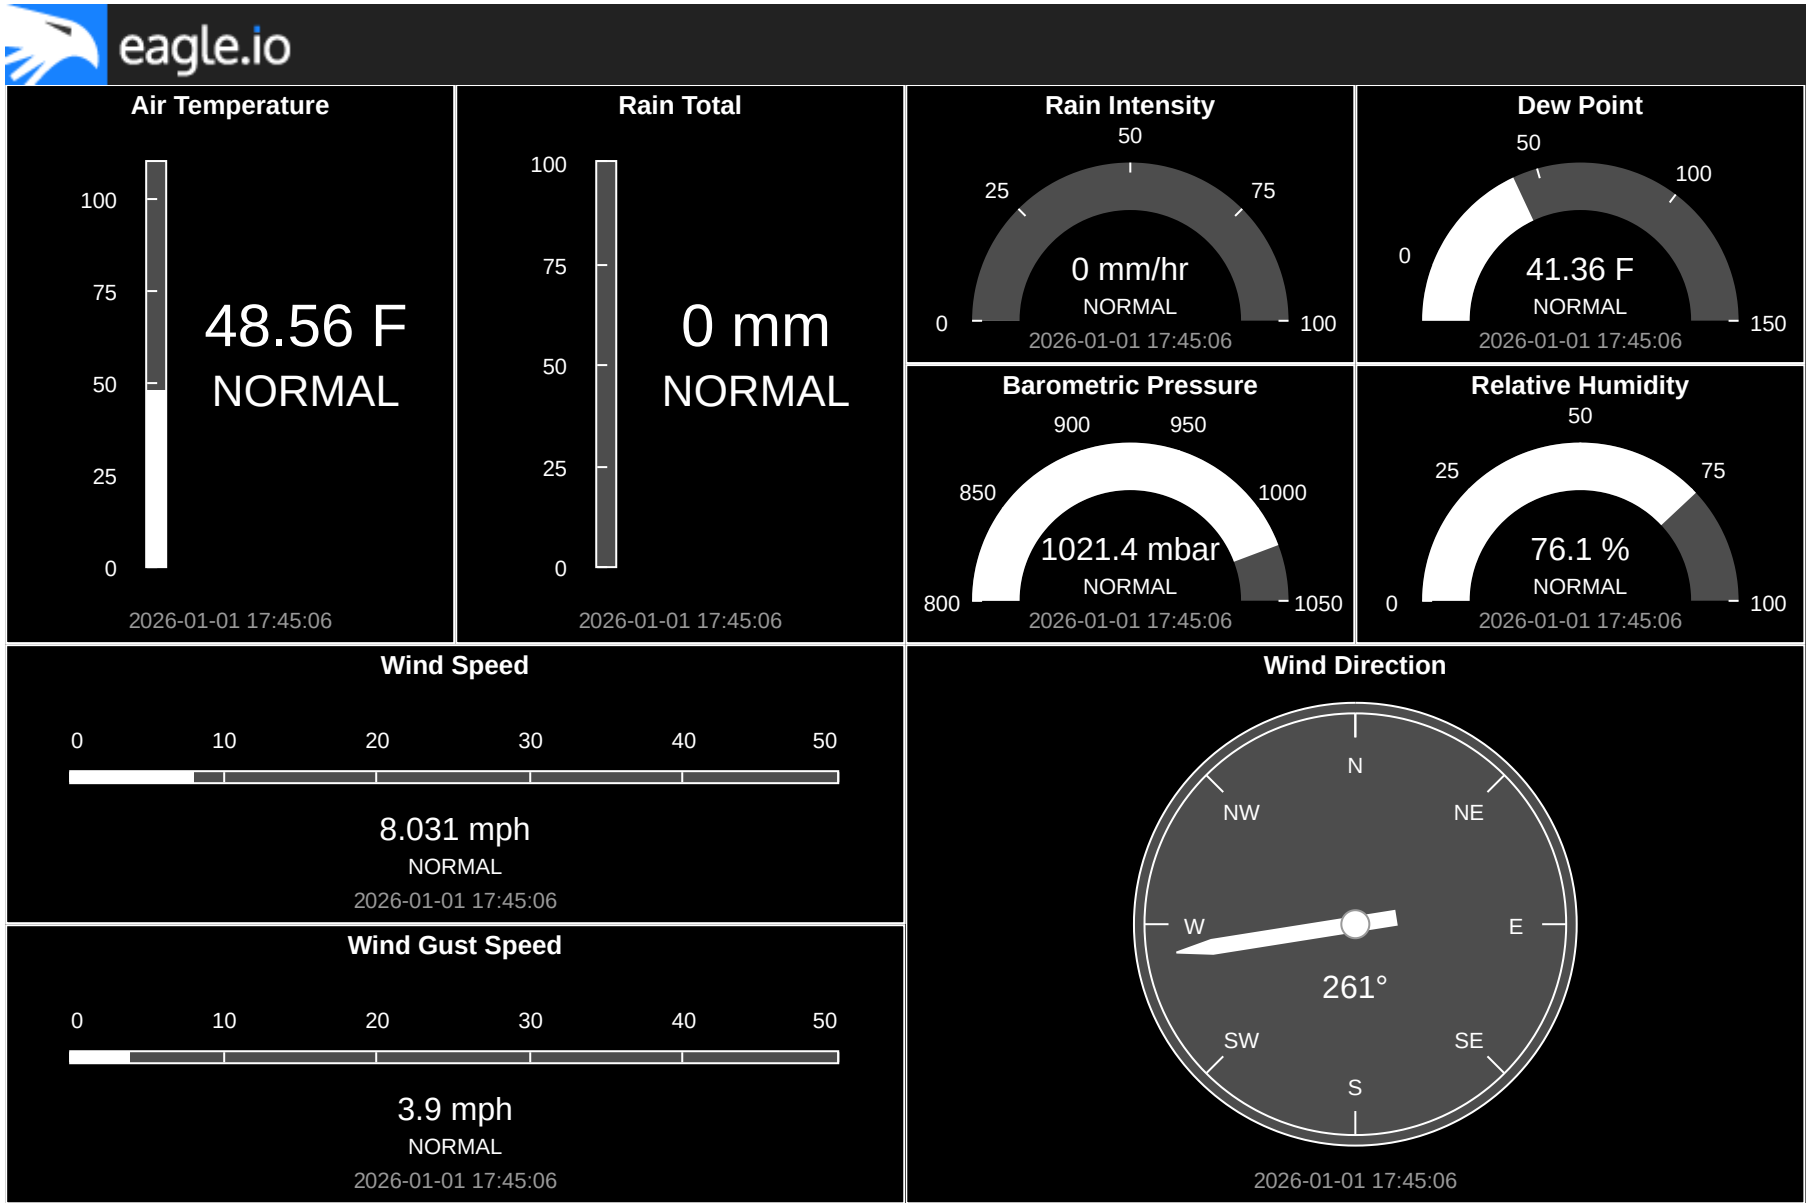 eagle.io
Air Temperature
100
75
50
25
0
48.56 F
NORMAL
2026-01-01 17:45:06
Rain Total
100
75
50
25
0
0 mm
NORMAL
2026-01-01 17:45:06
Rain Intensity
50
25
75
0
100
0 mm/hr
NORMAL
2026-01-01 17:45:06
Dew Point
50
100
0
150
41.36 F
NORMAL
2026-01-01 17:45:06
Barometric Pressure
900
950
850
1000
800
1050
1021.4 mbar
NORMAL
2026-01-01 17:45:06
Relative Humidity
50
25
75
0
100
76.1 %
NORMAL
2026-01-01 17:45:06
Wind Speed
0 10 20 30 40 50
8.031 mph
NORMAL
2026-01-01 17:45:06
Wind Gust Speed
0 10 20 30 40 50
3.9 mph
NORMAL
2026-01-01 17:45:06
Wind Direction
N
NW NE
W E
261°
SW SE
S
2026-01-01 17:45:06